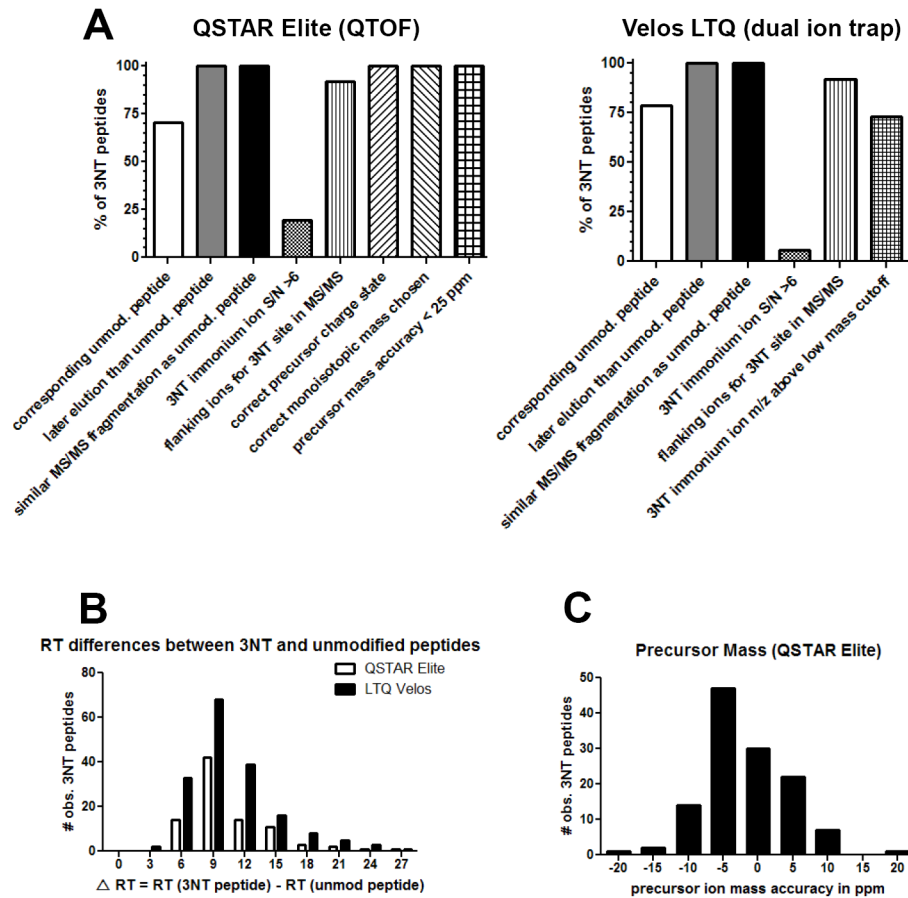 A
QSTAR Elite (QTOF)
% of 3NT peptides
100
75
50
25
0
corresponding unmod. peptide
later elution than unmod. peptide
similar MS/MS fragmentation as unmod. peptide
3NT immonium ion S/N >6
flanking ions for 3NT site in MS/MS
correct precursor charge state
correct monoisotopic mass chosen
precursor mass accuracy < 25 ppm
Velos LTQ (dual ion trap)
% of 3NT peptides
100
75
50
25
0
corresponding unmod. peptide
later elution than unmod. peptide
similar MS/MS fragmentation as unmod. peptide
3NT immonium ion S/N >6
flanking ions for 3NT site in MS/MS
3NT immonium ion m/z above low mass cutoff
B
RT differences between 3NT and unmodified peptides
QSTAR Elite
LTQ Velos
# obs. 3NT peptides
80
60
40
20
0
0 3 6 9 12 15 18 21 24 27
△ RT = RT (3NT peptide) - RT (unmod peptide)
C
Precursor Mass (QSTAR Elite)
# obs. 3NT peptides
50
40
30
20
10
0
-20 -15 -10 -5 0 5 10 15 20
precursor ion mass accuracy in ppm